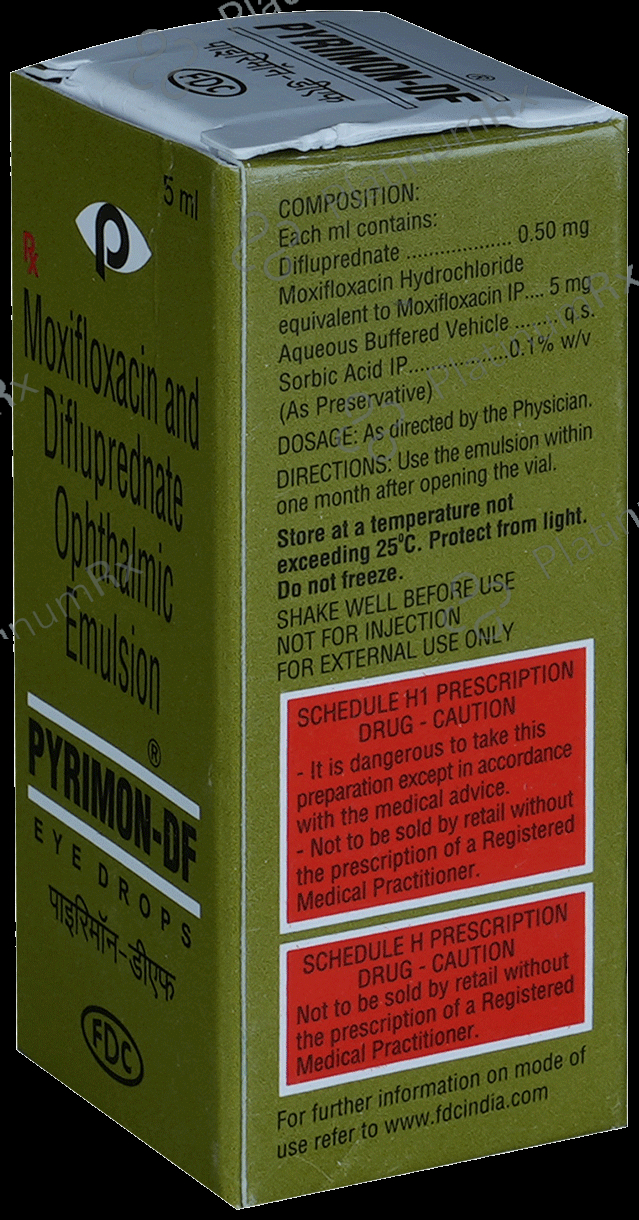 PYRIMON-DF®
पाइरिमॉन-डीएफ
FDC
5 ml
Rx
Moxifloxacin and
Difluprednate
Ophthalmic
Emulsion
PYRIMON-DF®
EYE DROPS
पाइरिमॉन-डीएफ
FDC
COMPOSITION:
Each ml contains:
Difluprednate ................... 0.50 mg
Moxifloxacin Hydrochloride
equivalent to Moxifloxacin IP.... 5 mg
Aqueous Buffered Vehicle ........ q.s.
Sorbic Acid IP..................0.1% w/v
(As Preservative)
DOSAGE: As directed by the Physician.
DIRECTIONS: Use the emulsion within
one month after opening the vial.
Store at a temperature not
exceeding 25⁰C. Protect from light.
Do not freeze.
SHAKE WELL BEFORE USE
NOT FOR INJECTION
FOR EXTERNAL USE ONLY
SCHEDULE H1 PRESCRIPTION
DRUG - CAUTION
- It is dangerous to take this
preparation except in accordance
with the medical advice.
- Not to be sold by retail without
the prescription of a Registered
Medical Practitioner.
SCHEDULE H PRESCRIPTION
DRUG - CAUTION
Not to be sold by retail without
the prescription of a Registered
Medical Practitioner.
For further information on mode of
use refer to www.fdcindia.com
PlatinumRx